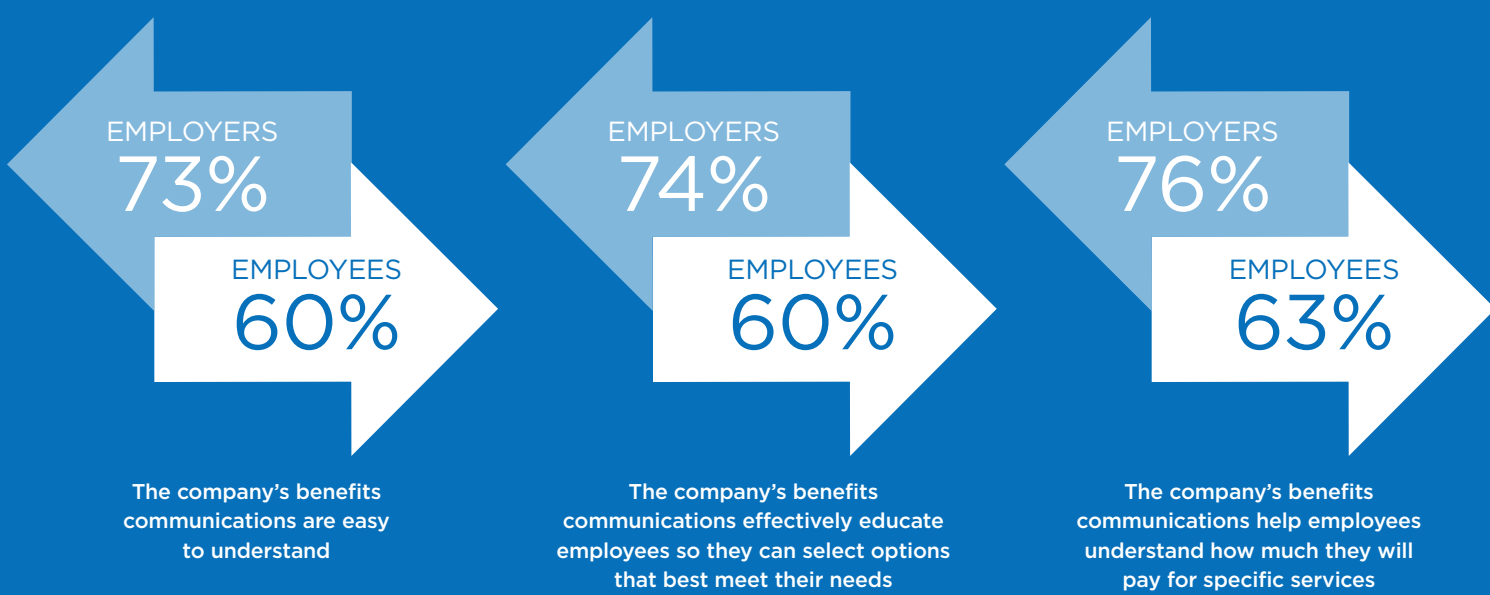 EMPLOYERS
73%
EMPLOYEES
60%
The company’s benefits
communications are easy
to understand
EMPLOYERS
74%
EMPLOYEES
60%
The company’s benefits
communications effectively educate
employees so they can select options
that best meet their needs
EMPLOYERS
76%
EMPLOYEES
63%
The company’s benefits
communications help employees
understand how much they will
pay for specific services